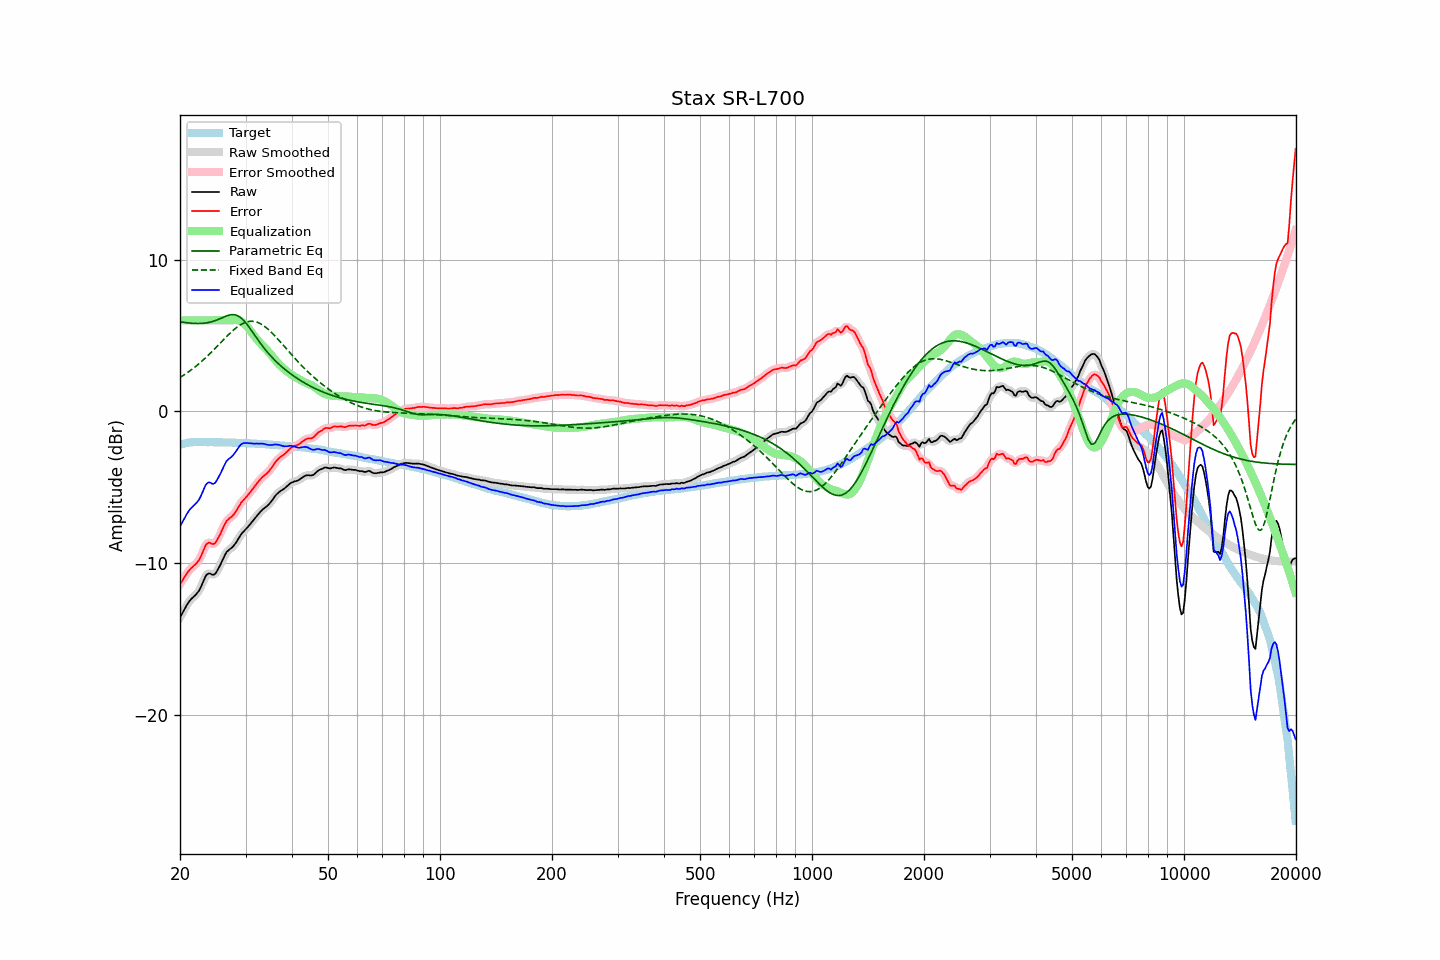 Stax SR-L700
Target
Raw Smoothed
Error Smoothed
Raw
Error
Equalization
Parametric Eq
Fixed Band Eq
Equalized
10
0
−10
−20
Amplitude (dBr)
20
50
100
200
500
1000
2000
5000
10000
20000
Frequency (Hz)